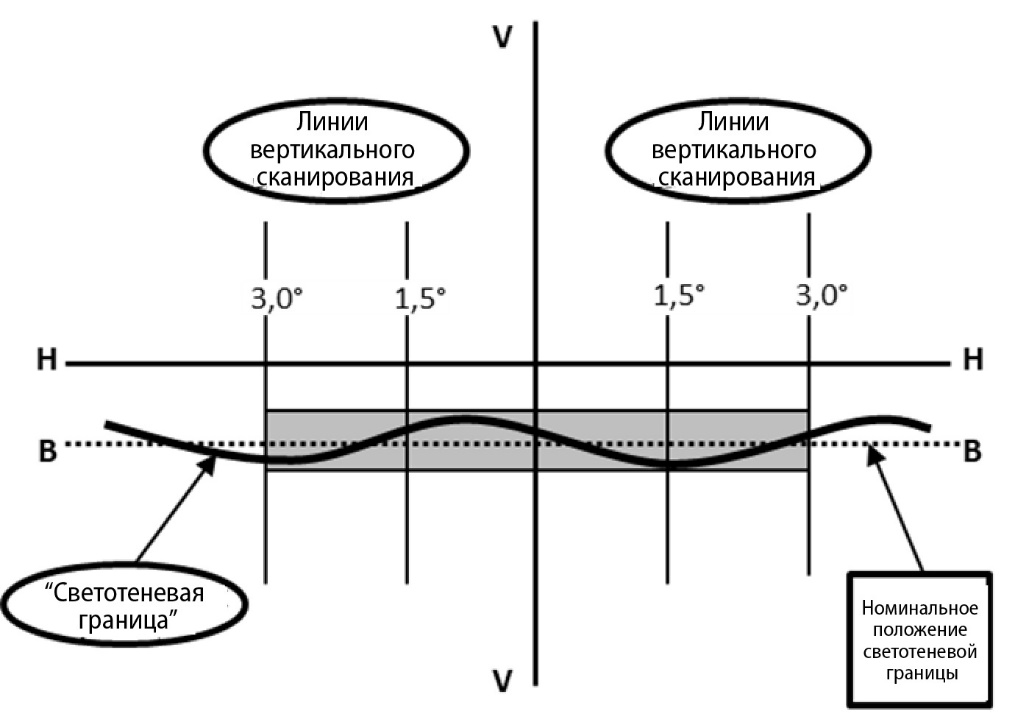 V
Линии
вертикального
сканирования
Линии
вертикального
сканирования
3,0°
1,5°
1,5°
3,0°
H
H
B
B
“Светотеневая
граница”
Номинальное
положение
светотеневой
границы
V